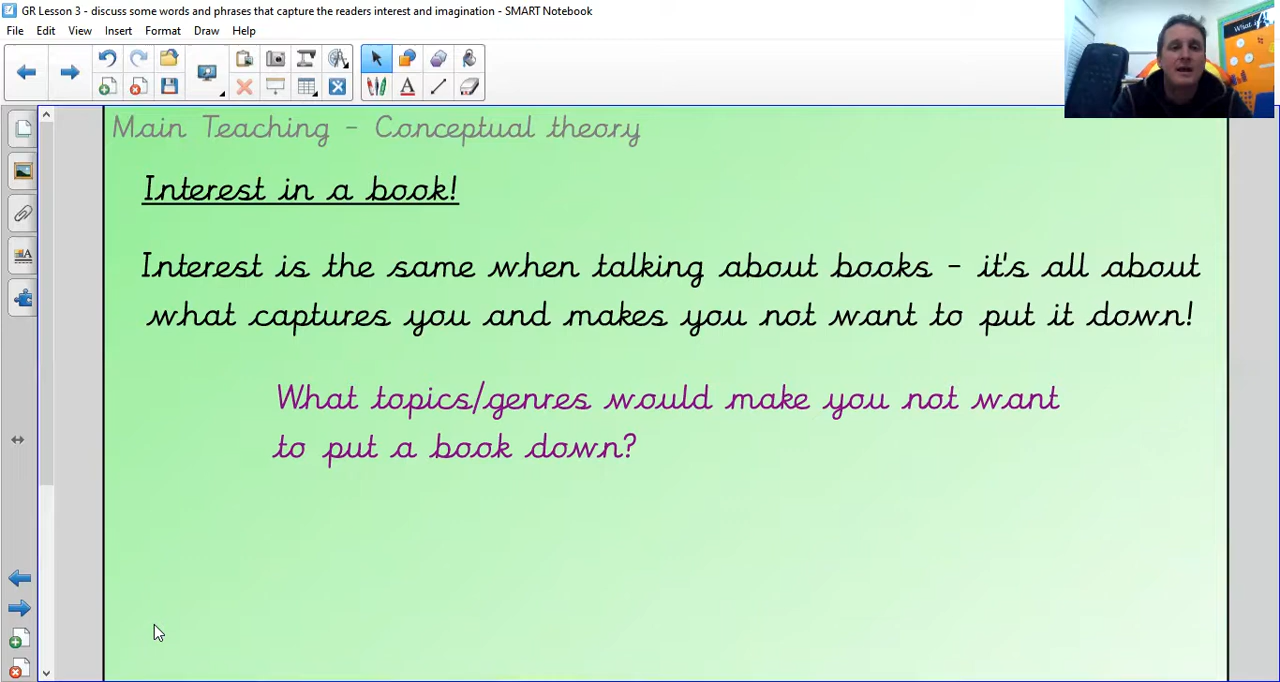 GR Lesson 3 - discuss some words and phrases that capture the readers interest and imagination - SMART Notebook
File Edit View Insert Format Draw Help
Main Teaching - Conceptual theory
Interest in a book!
Interest is the same when talking about books - it's all about
what captures you and makes you not want to put it down!
What topics/genres would make you not want
to put a book down?